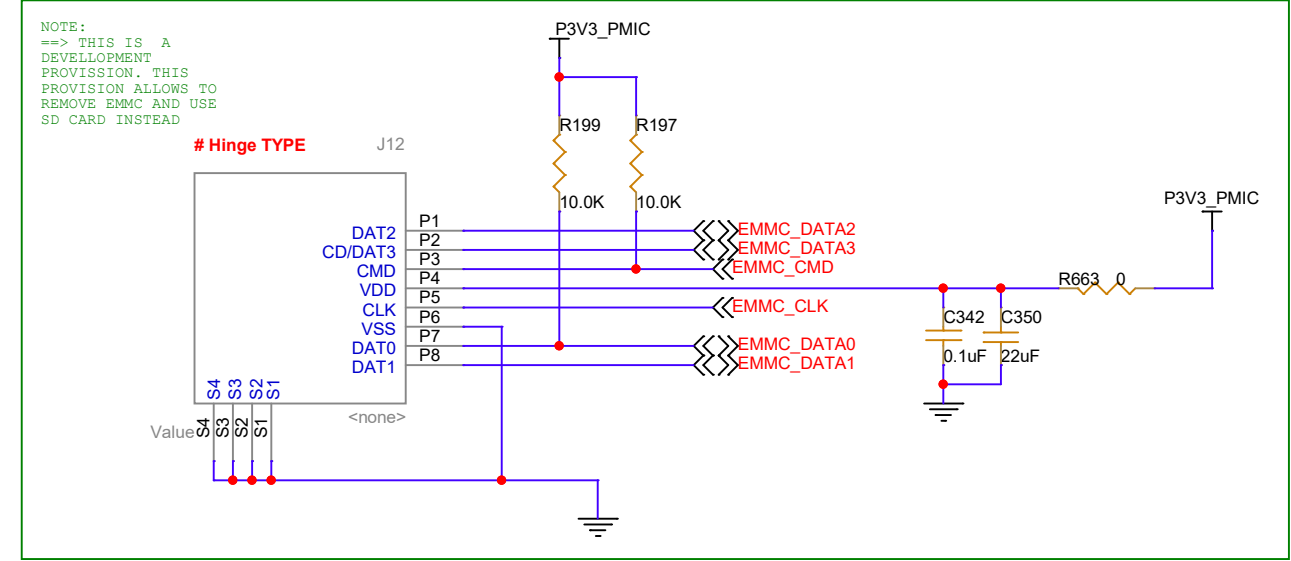 NOTE:
==> THIS IS A
DEVELLOPMENT
PROVISSION. THIS
PROVISION ALLOWS TO
REMOVE EMMC AND USE
SD CARD INSTEAD
# Hinge TYPE
J12
P3V3_PMIC
R199
R197
10.0K
10.0K
DAT2 P1 EMMC_DATA2
CD/DAT3 P2 EMMC_DATA3
CMD P3 EMMC_CMD
VDD P4
CLK P5 EMMC_CLK
VSS P6
DAT0 P7 EMMC_DATA0
DAT1 P8 EMMC_DATA1
P3V3_PMIC
R663 0
C342
C350
0.1uF
22uF
S4 S3 S2 S1
<none>
Value
S4 S3 S2 S1